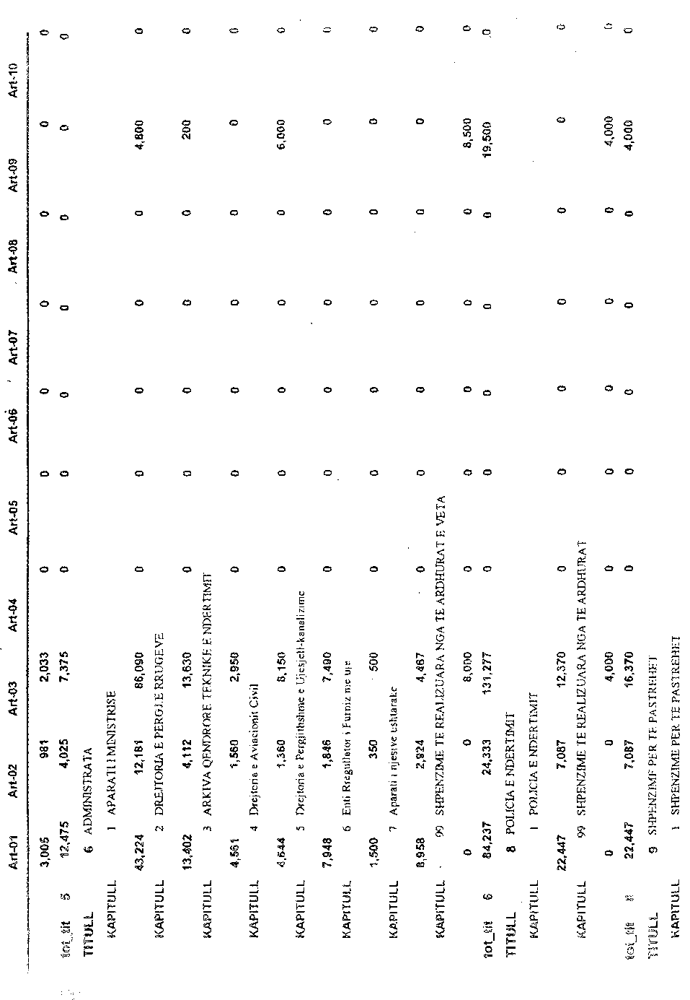 Art-01 Art-02 Art-03 Art-04 Art-05 Art-06 Art-07 Art-08 Art-09 Art-10
3,005 981 2,033 0 0 0 0 0 0 0
tot_tit 5 12,475 4,025 7,375 0 0 0 0 0 0 0
TITULL 6 ADMINISTRATA
KAPITULL 1 APARATI I MINISTRISE
43,224 12,181 86,090 0 0 0 0 0 4,800 0
KAPITULL 2 DREJTORIA E PERGJ E RRUGEVE
13,402 4,112 13,630 0 0 0 0 0 200 0
KAPITULL 3 ARKIVA QENDRORE TEKNIKE E NDERTIMIT
4,561 1,560 2,950 0 0 0 0 0 0 0
KAPITULL 4 Drejtoria e Aviacionit Civil
4,644 1,360 8,150 0 0 0 0 0 6,000 0
KAPITULL 5 Drejtoria e Pergjithshme e Ujesjell-kanalizime
7,948 1,846 7,490 0 0 0 0 0 0 0
KAPITULL 6 Enti Rregullator i Furniz me uje
1,500 350 500 0 0 0 0 0 0 0
KAPITULL 7 Aparati i njesive ushtarake
8,958 2,924 4,467 0 0 0 0 0 0 0
KAPITULL 99 SHPENZIME TE REALIZUARA NGA TE ARDHURAT E VETA
0 0 8,000 0 0 0 0 0 8,500 0
tot_tit 6 84,237 24,333 131,277 0 0 0 0 0 19,500 0
TITULL 8 POLICIA E NDERTIMIT
KAPITULL 1 POLICIA E NDERTIMIT
22,447 7,087 12,370 0 0 0 0 0 0 0
KAPITULL 99 SHPENZIME TE REALIZUARA NGA TE ARDHURAT
0 0 4,000 0 0 0 0 0 4,000 0
tot_tit 8 22,447 7,087 16,370 0 0 0 0 0 4,000 0
TITULL 9 SHPENZIME PER TE PASTREHET
KAPITULL 1 SHPENZIME PER TE PASTREHET